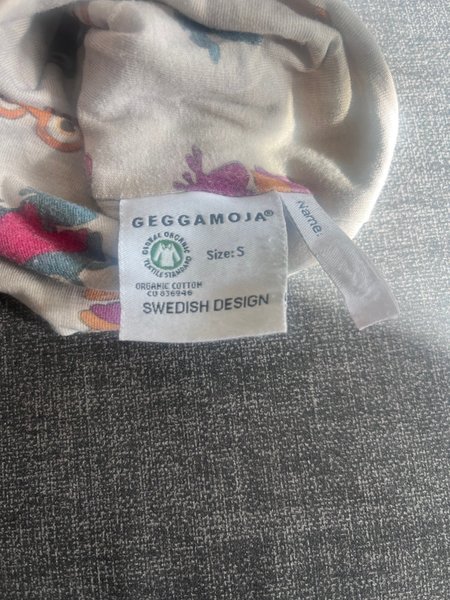 GEGGAMOJA®
GLOBAL ORGANIC
TEXTILE STANDARD
Size: S
ORGANIC COTTON
CU 836946
SWEDISH DESIGN
Name: